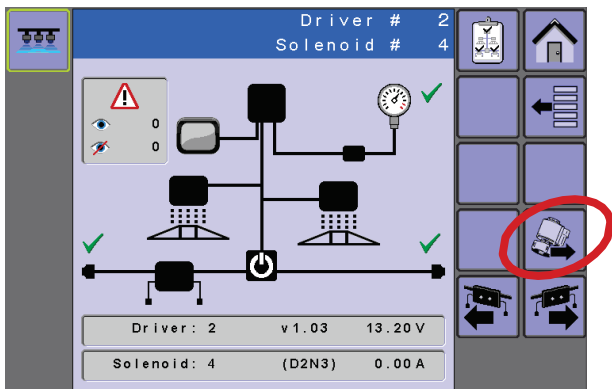 Driver # 2
Solenoid # 4
0
0
Driver: 2 v1.03 13.20V
Solenoid: 4 (D2N3) 0.00A